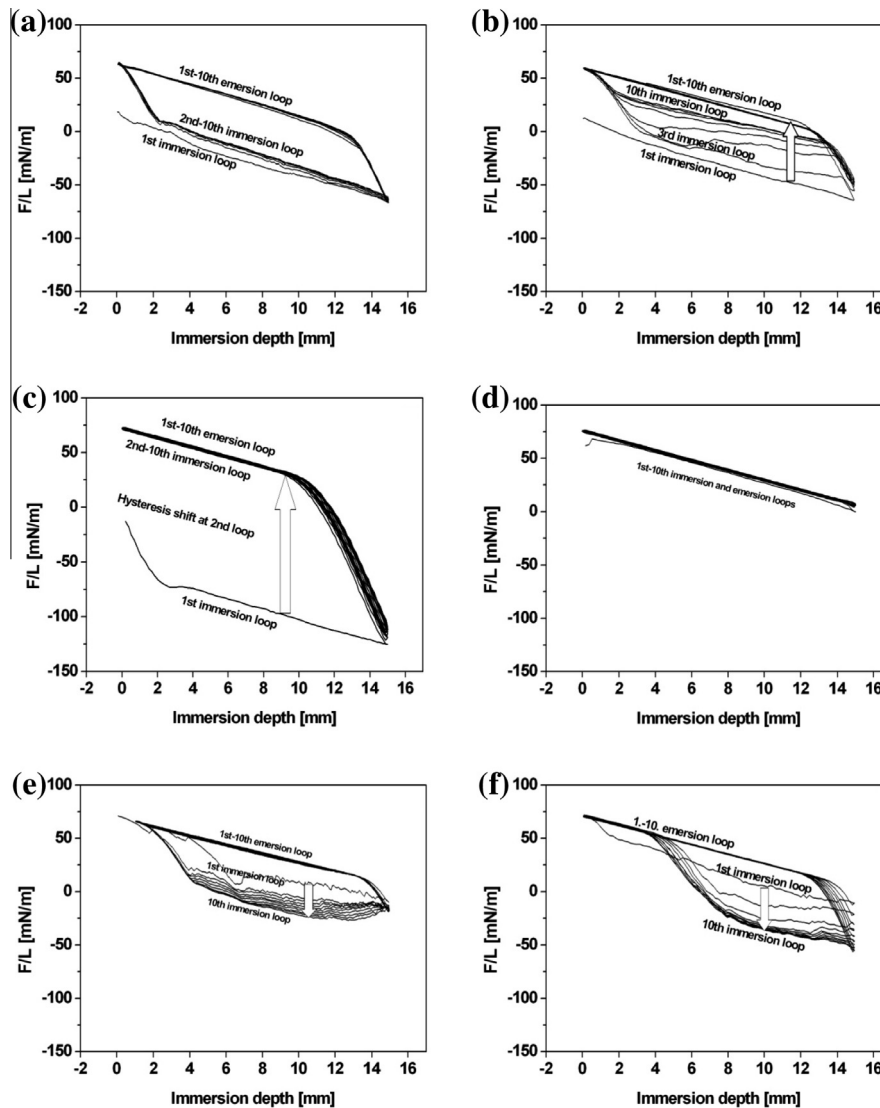 (a)
100
50
0
-50
-100
-150
F/L [mN/m]
1st-10th emersion loop
2nd-10th immersion loop
1st immersion loop
-2 0 2 4 6 8 10 12 14 16
Immersion depth [mm]
(b)
100
50
0
-50
-100
-150
F/L [mN/m]
1st-10th emersion loop
10th immersion loop
3rd immersion loop
1st immersion loop
-2 0 2 4 6 8 10 12 14 16
Immersion depth [mm]
(c)
100
50
0
-50
-100
-150
F/L [mN/m]
1st-10th emersion loop
2nd-10th immersion loop
Hysteresis shift at 2nd loop
1st immersion loop
-2 0 2 4 6 8 10 12 14 16
Immersion depth [mm]
(d)
100
50
0
-50
-100
-150
F/L [mN/m]
1st-10th immersion and emersion loops
-2 0 2 4 6 8 10 12 14 16
Immersion depth [mm]
(e)
100
50
0
-50
-100
-150
F/L [mN/m]
1st-10th emersion loop
1st immersion loop
10th immersion loop
-2 0 2 4 6 8 10 12 14 16
Immersion depth [mm]
(f)
100
50
0
-50
-100
-150
F/L [mN/m]
1.-10. emersion loop
1st immersion loop
10th immersion loop
-2 0 2 4 6 8 10 12 14 16
Immersion depth [mm]